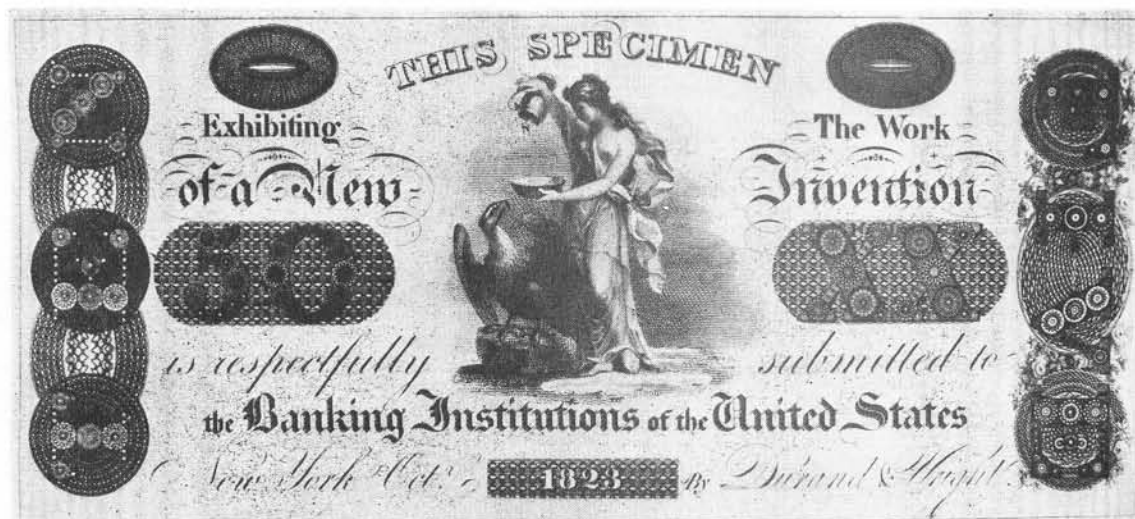 THIS SPECIMEN
Exhibiting The Work
of a New Invention
50
is respectfully submitted to
the Banking Institutions of the United States
New York Oct. 1823 By Durand & Wright